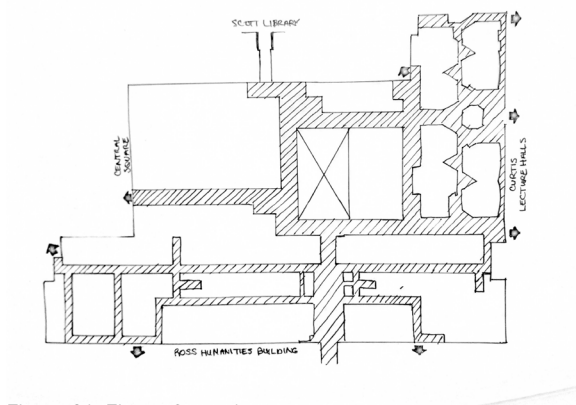 SCOTT LIBRARY
CENTRAL
SQUARE
CURTIS
LECTURE HALLS
ROSS HUMANITIES BUILDING